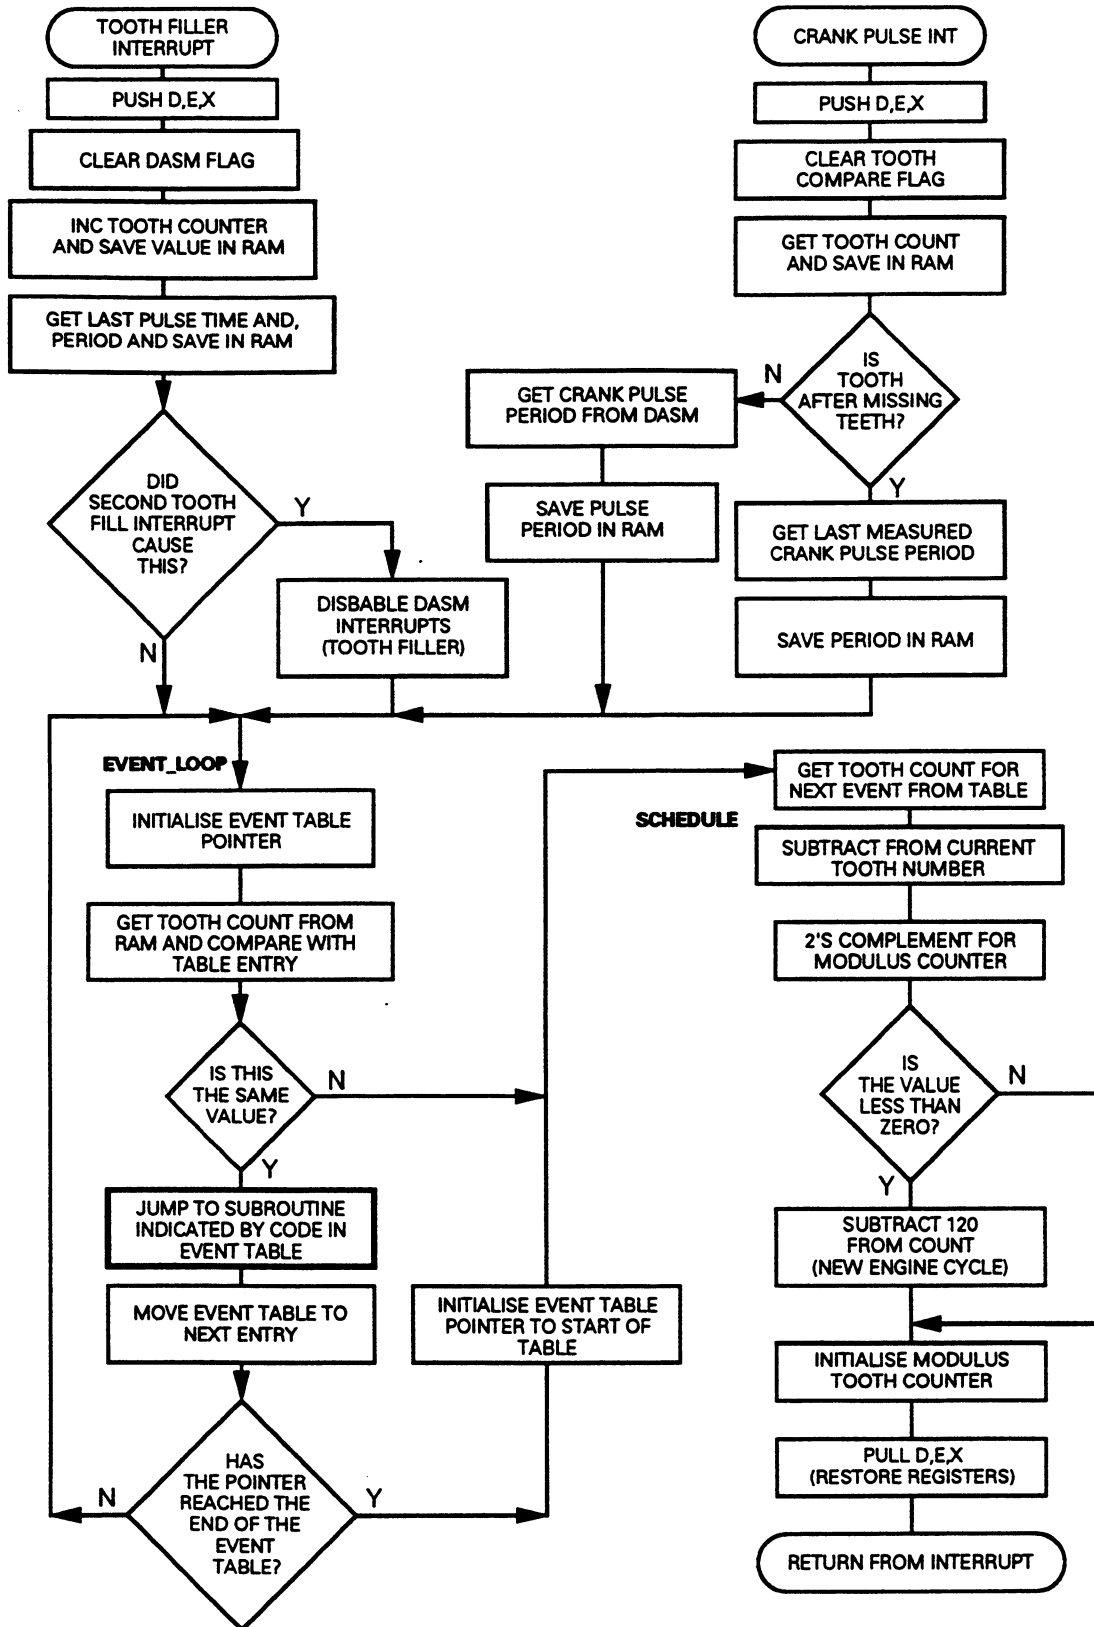 TOOTH FILLER
INTERRUPT
PUSH D,E,X
CLEAR DASM FLAG
INC TOOTH COUNTER
AND SAVE VALUE IN RAM
GET LAST PULSE TIME AND,
PERIOD AND SAVE IN RAM
DID
SECOND TOOTH
FILL INTERRUPT
CAUSE
THIS?
Y
N
DISBABLE DASM
INTERRUPTS
(TOOTH FILLER)
CRANK PULSE INT
PUSH D,E,X
CLEAR TOOTH
COMPARE FLAG
GET TOOTH COUNT
AND SAVE IN RAM
IS
TOOTH
AFTER MISSING
TEETH?
N
Y
GET CRANK PULSE
PERIOD FROM DASM
SAVE PULSE
PERIOD IN RAM
GET LAST MEASURED
CRANK PULSE PERIOD
SAVE PERIOD IN RAM
EVENT_LOOP
INITIALISE EVENT TABLE
POINTER
GET TOOTH COUNT FROM
RAM AND COMPARE WITH
TABLE ENTRY
IS THIS
THE SAME
VALUE?
N
Y
JUMP TO SUBROUTINE
INDICATED BY CODE IN
EVENT TABLE
MOVE EVENT TABLE TO
NEXT ENTRY
HAS
THE POINTER
REACHED THE
END OF THE
EVENT
TABLE?
N
Y
INITIALISE EVENT TABLE
POINTER TO START OF
TABLE
SCHEDULE
GET TOOTH COUNT FOR
NEXT EVENT FROM TABLE
SUBTRACT FROM CURRENT
TOOTH NUMBER
2'S COMPLEMENT FOR
MODULUS COUNTER
IS
THE VALUE
LESS THAN
ZERO?
N
Y
SUBTRACT 120
FROM COUNT
(NEW ENGINE CYCLE)
INITIALISE MODULUS
TOOTH COUNTER
PULL D,E,X
(RESTORE REGISTERS)
RETURN FROM INTERRUPT